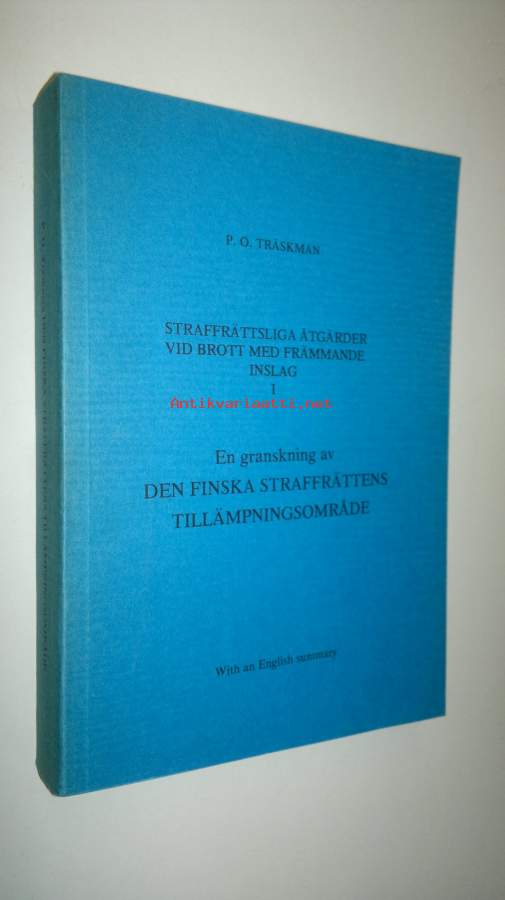 P. O. TRÄSKMAN
STRAFFRÄTTSLIGA ÅTGÄRDER
VID BROTT MED FRÄMMANDE
INSLAG
I
Antikvariaatti.net
En granskning av
DEN FINSKA STRAFFRÄTTENS
TILLÄMPNINGSOMRÅDE
With an English summary